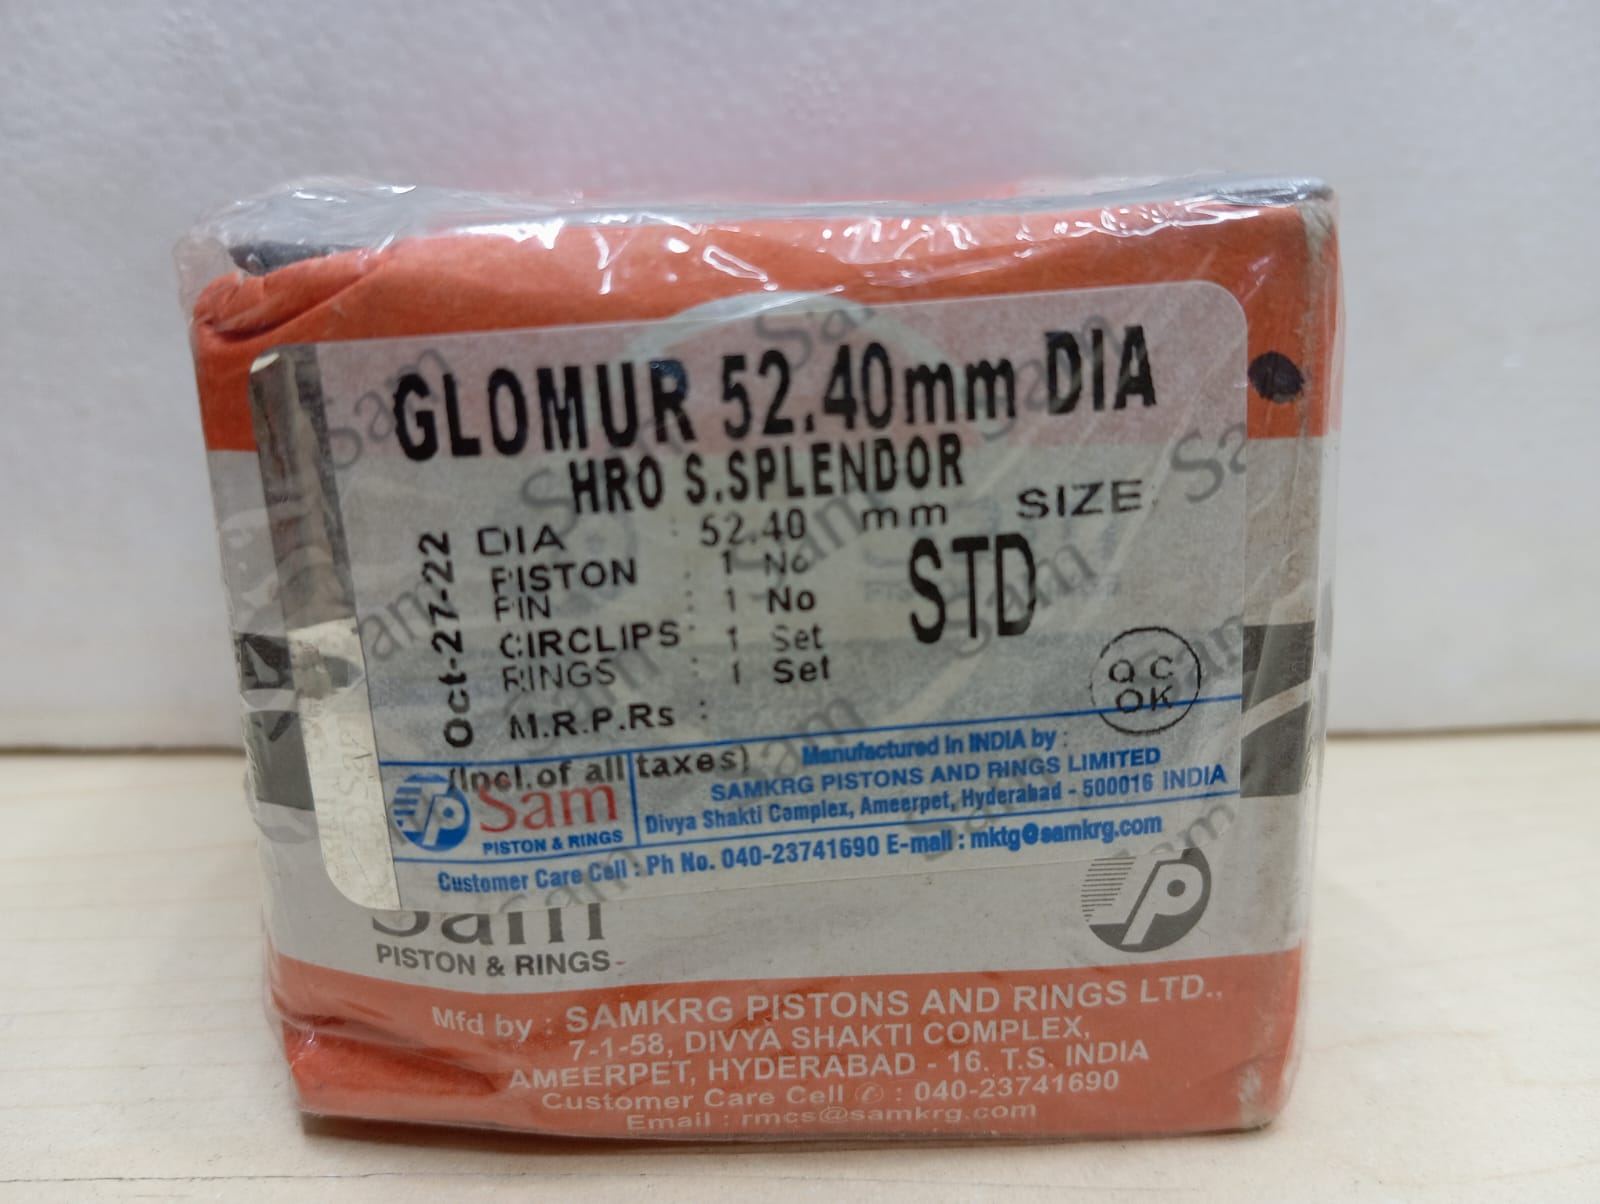 GLOMUR 52.40mm DIA
HRO S.SPLENDOR
DIA : 52.40 mm SIZE
PISTON : 1 No
PIN : 1 No
CIRCLIPS : 1 Set
RINGS : 1 Set
STD
Oct-27-22
M.R.P.Rs :
(Incl.of all taxes)
QC
OK
Sam
PISTON & RINGS
Manufactured in INDIA by :
SAMKRG PISTONS AND RINGS LIMITED
Divya Shakti Complex, Ameerpet, Hyderabad - 500016 INDIA
Customer Care Cell : Ph No. 040-23741690 E-mail : mktg@samkrg.com
Sam
PISTON & RINGS
Mfd by : SAMKRG PISTONS AND RINGS LTD.,
7-1-58, DIVYA SHAKTI COMPLEX,
AMEERPET, HYDERABAD - 16. T.S. INDIA
Customer Care Cell : 040-23741690
Email : rmcs@samkrg.com